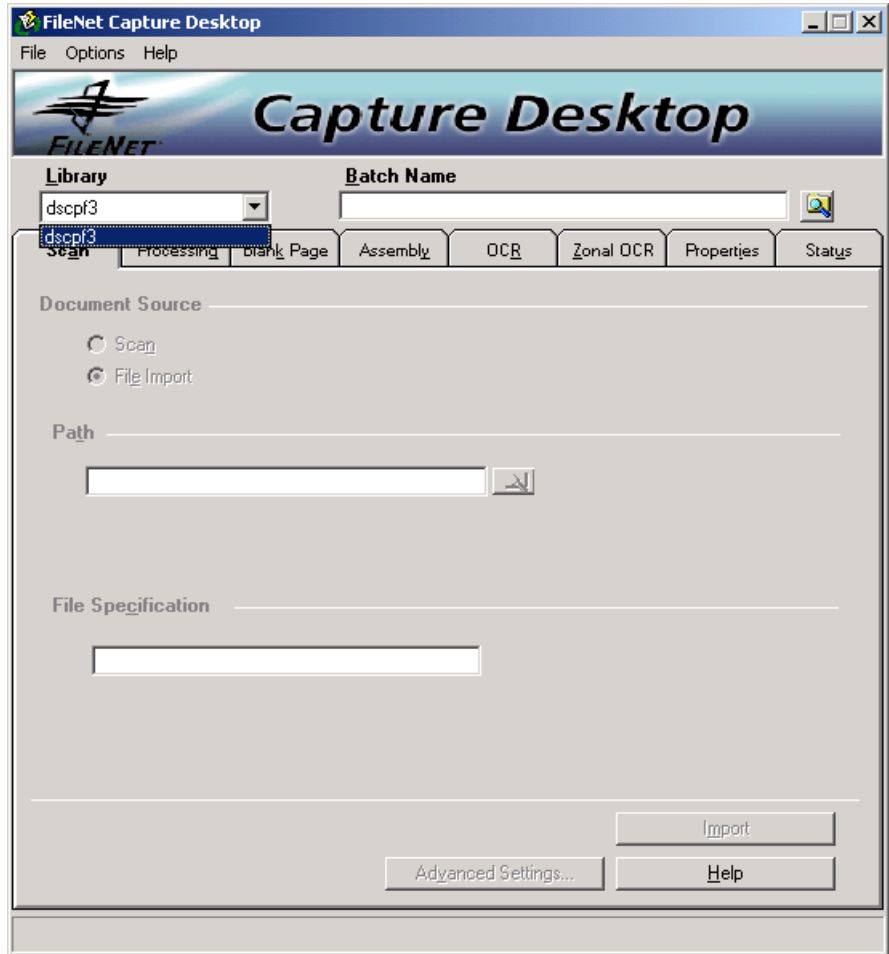 FileNet Capture Desktop
File Options Help
FILENET
Capture Desktop
Library Batch Name
dscpf3
dscpf3
Scan Processing Blank Page Assembly OCR Zonal OCR Properties Status
Document Source
Scan
File Import
Path
File Specification
Import
Advanced Settings... Help